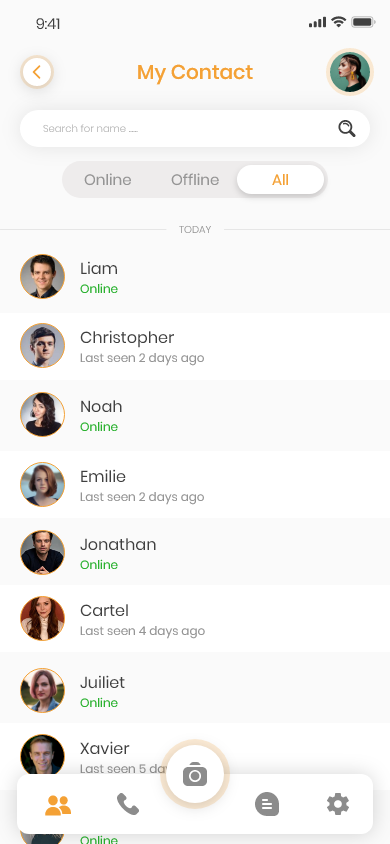 9:41
My Contact
Search for name ....
Online Offline All
TODAY
Liam
Online
Christopher
Last seen 2 days ago
Noah
Online
Emilie
Last seen 2 days ago
Jonathan
Online
Cartel
Last seen 4 days ago
Juiliet
Online
Xavier
Last seen 5 da
Online